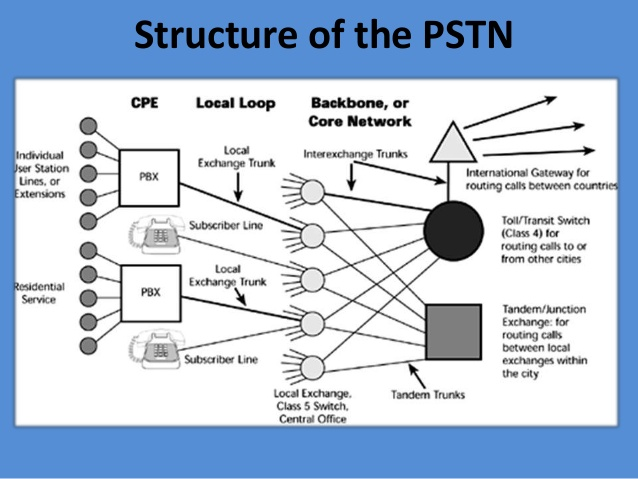 Structure of the PSTN
CPE
Local Loop
Backbone, or
Core Network
Individual
User Station
Lines, or
Extensions
PBX
Local
Exchange Trunk
Interexchange Trunks
International Gateway for
routing calls between countries
Subscriber Line
Toll/Transit Switch
(Class 4) for
routing calls to or
from other cities
Residential
Service
PBX
Local
Exchange Trunk
Tandem/Junction
Exchange: for
routing calls
between local
exchanges within
the city
Subscriber Line
Local Exchange,
Class 5 Switch,
Central Office
Tandem Trunks